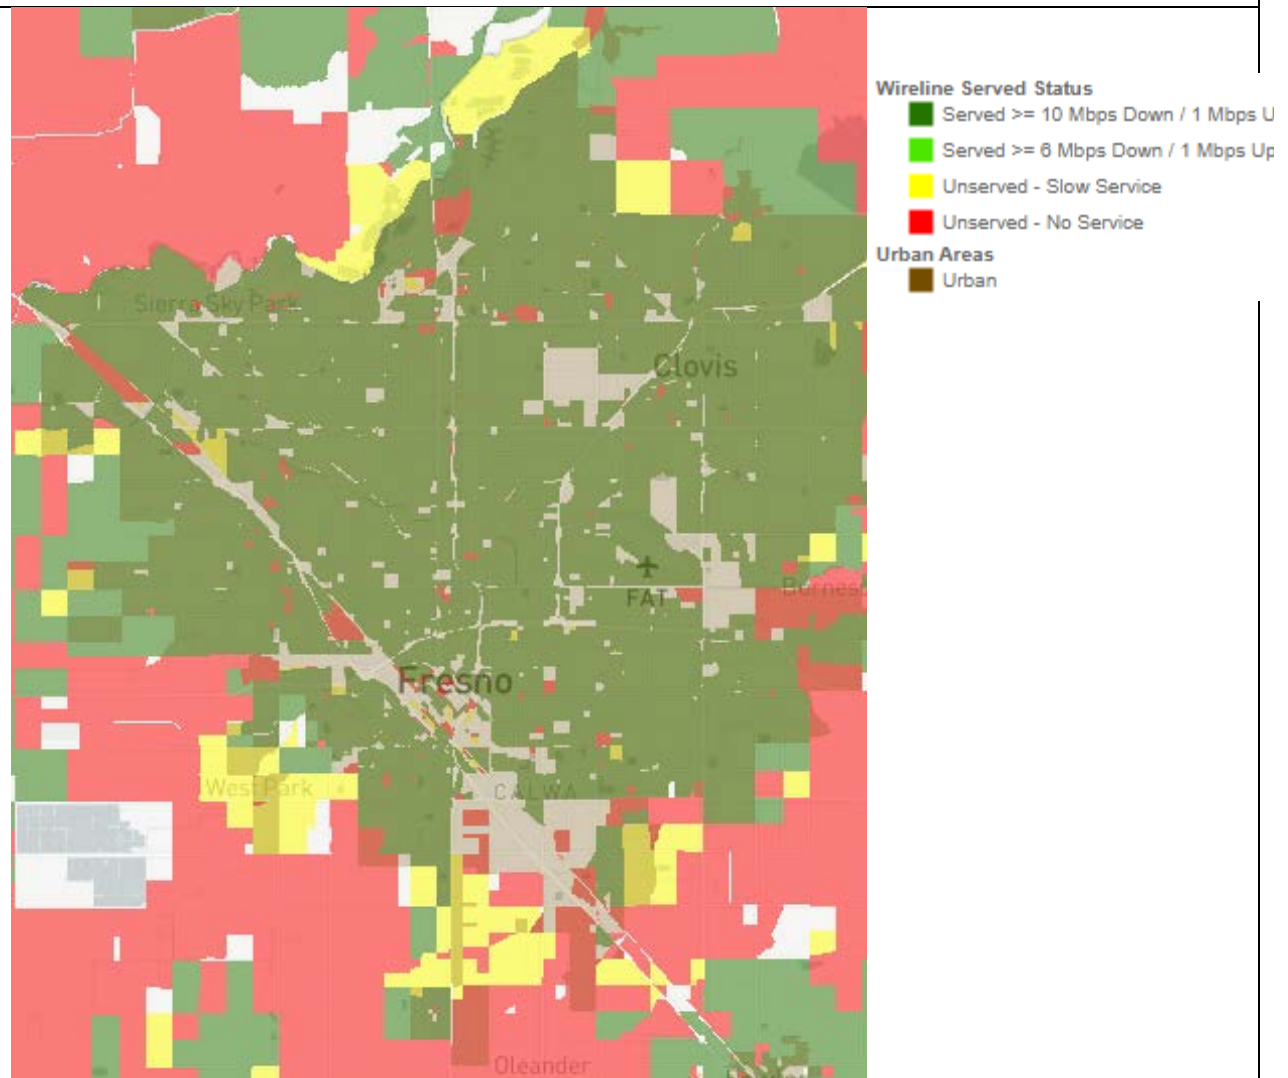 Wireline Served Status
Served >= 10 Mbps Down / 1 Mbps U
Served >= 6 Mbps Down / 1 Mbps Up
Unserved - Slow Service
Unserved - No Service
Urban Areas
Urban
Sierra Sky Park
Clovis
FAT
Burness
Fresno
West Park
CALWA
Oleander